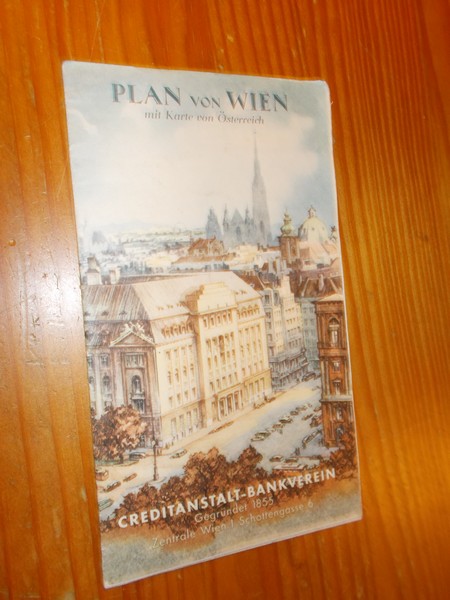 PLAN VON WIEN
mit Karte von Österreich
CREDITANSTALT-BANKVEREIN
Gegründet 1855
Zentrale Wien I, Schottengasse 6